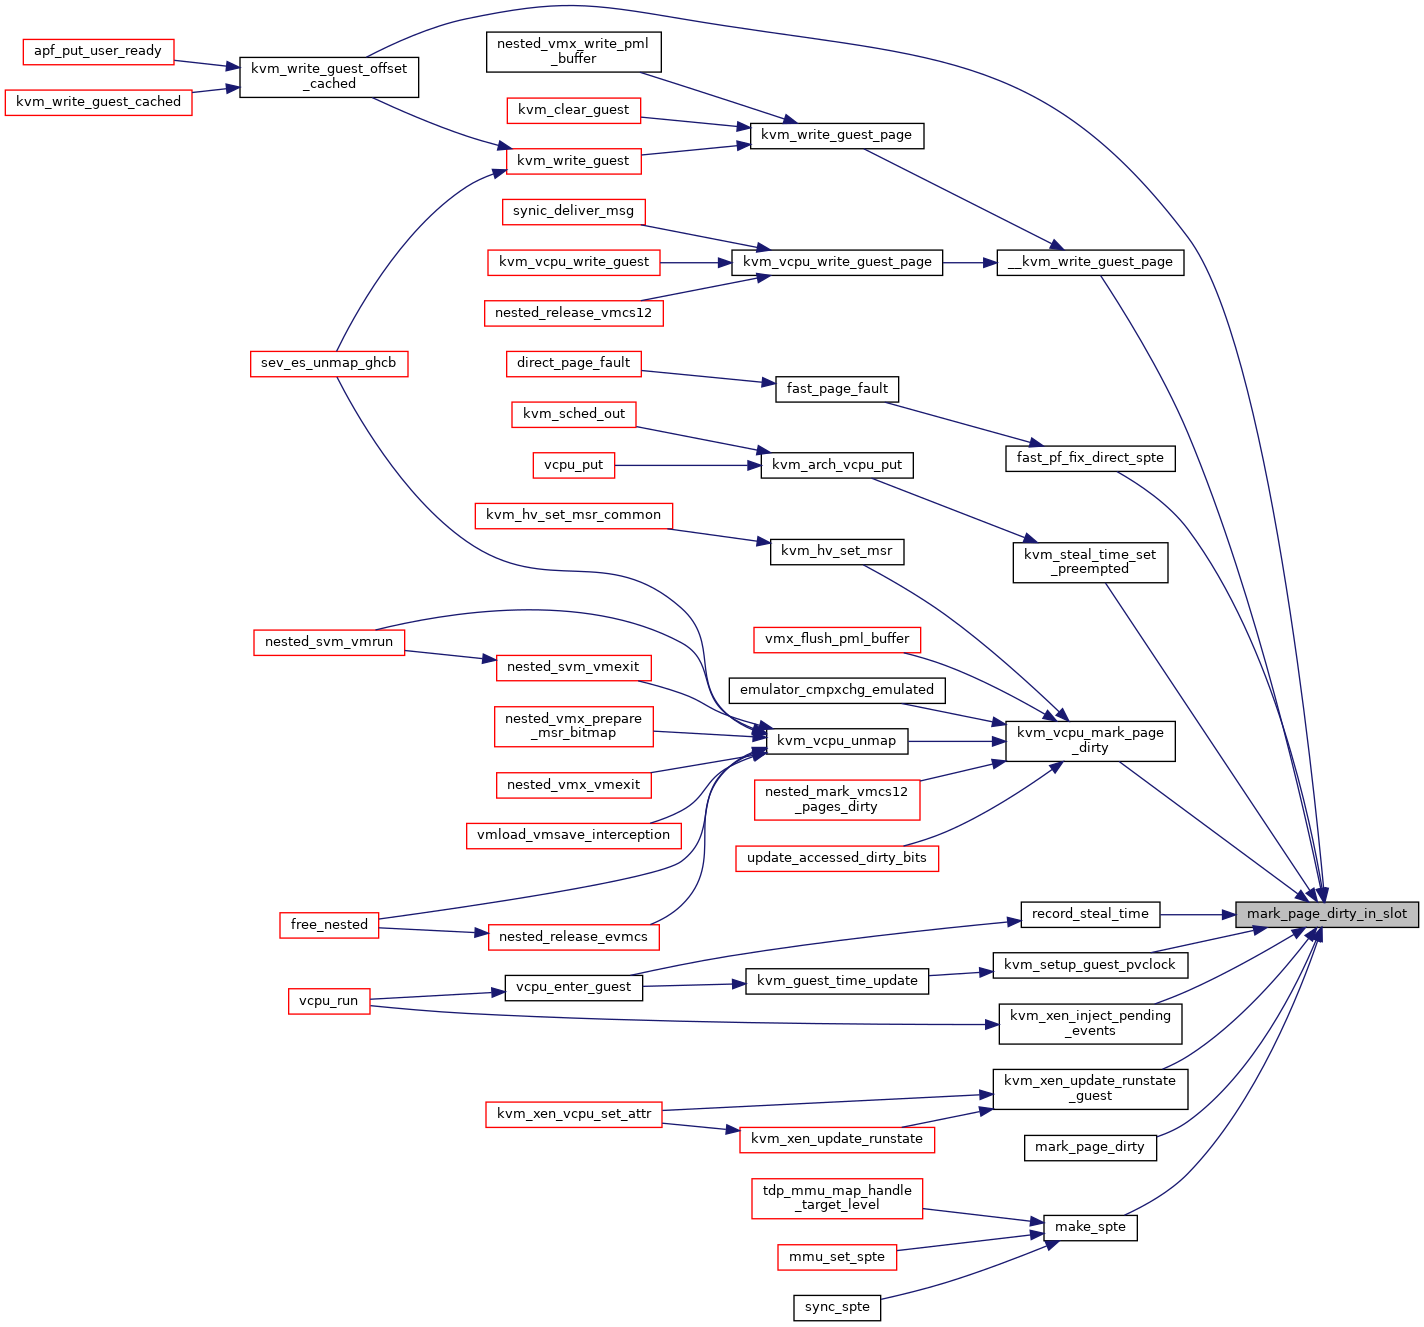 apf_put_user_ready
kvm_write_guest_cached
kvm_write_guest_offset
_cached
nested_vmx_write_pml
_buffer
kvm_clear_guest
kvm_write_guest
kvm_write_guest_page
synic_deliver_msg
kvm_vcpu_write_guest
nested_release_vmcs12
kvm_vcpu_write_guest_page
__kvm_write_guest_page
sev_es_unmap_ghcb
direct_page_fault
fast_page_fault
kvm_sched_out
vcpu_put
kvm_arch_vcpu_put
fast_pf_fix_direct_spte
kvm_hv_set_msr_common
kvm_hv_set_msr
kvm_steal_time_set
_preempted
nested_svm_vmrun
nested_svm_vmexit
vmx_flush_pml_buffer
emulator_cmpxchg_emulated
nested_vmx_prepare
_msr_bitmap
kvm_vcpu_unmap
kvm_vcpu_mark_page
_dirty
nested_vmx_vmexit
nested_mark_vmcs12
_pages_dirty
vmload_vmsave_interception
update_accessed_dirty_bits
free_nested
nested_release_evmcs
record_steal_time
mark_page_dirty_in_slot
vcpu_run
vcpu_enter_guest
kvm_guest_time_update
kvm_setup_guest_pvclock
kvm_xen_inject_pending
_events
kvm_xen_update_runstate
_guest
kvm_xen_vcpu_set_attr
kvm_xen_update_runstate
mark_page_dirty
tdp_mmu_map_handle
_target_level
make_spte
mmu_set_spte
sync_spte